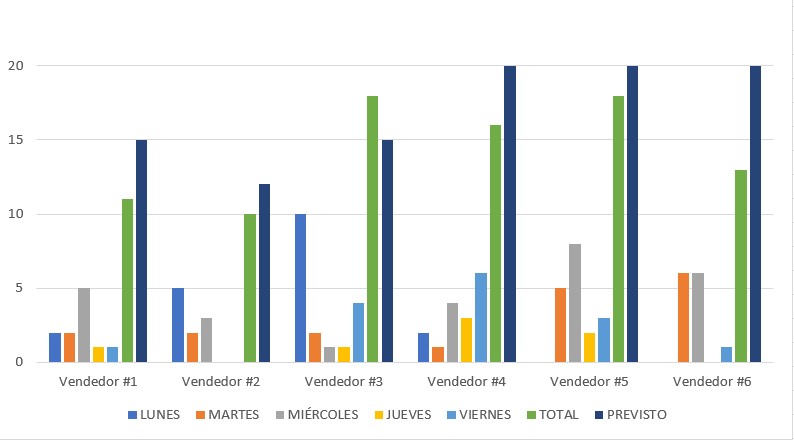 20
15
10
5
0
Vendedor #1 Vendedor #2 Vendedor #3 Vendedor #4 Vendedor #5 Vendedor #6
LUNES MARTES MIÉRCOLES JUEVES VIERNES TOTAL PREVISTO